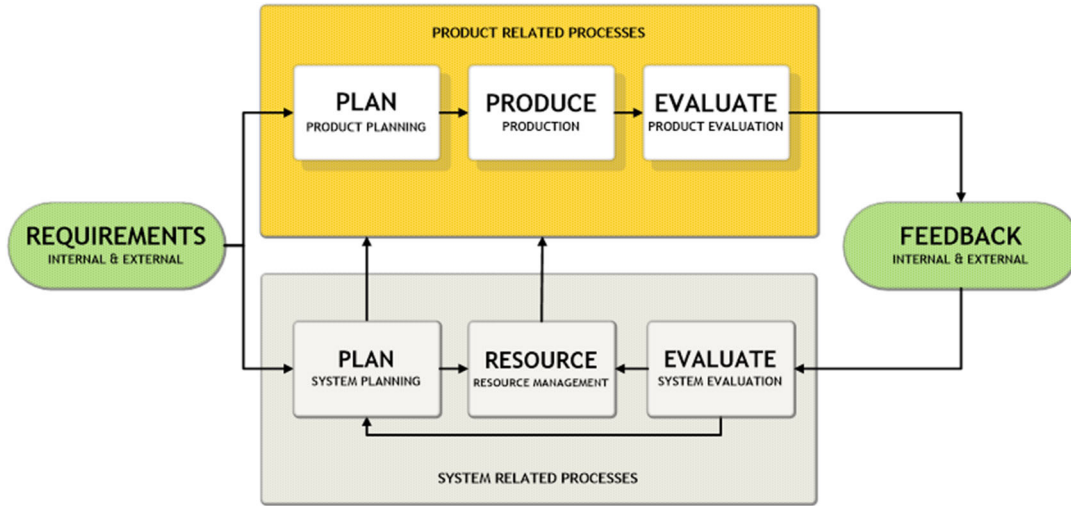 PRODUCT RELATED PROCESSES
PLAN
PRODUCT PLANNING
PRODUCE
PRODUCTION
EVALUATE
PRODUCT EVALUATION
REQUIREMENTS
INTERNAL & EXTERNAL
FEEDBACK
INTERNAL & EXTERNAL
PLAN
SYSTEM PLANNING
RESOURCE
RESOURCE MANAGEMENT
EVALUATE
SYSTEM EVALUATION
SYSTEM RELATED PROCESSES